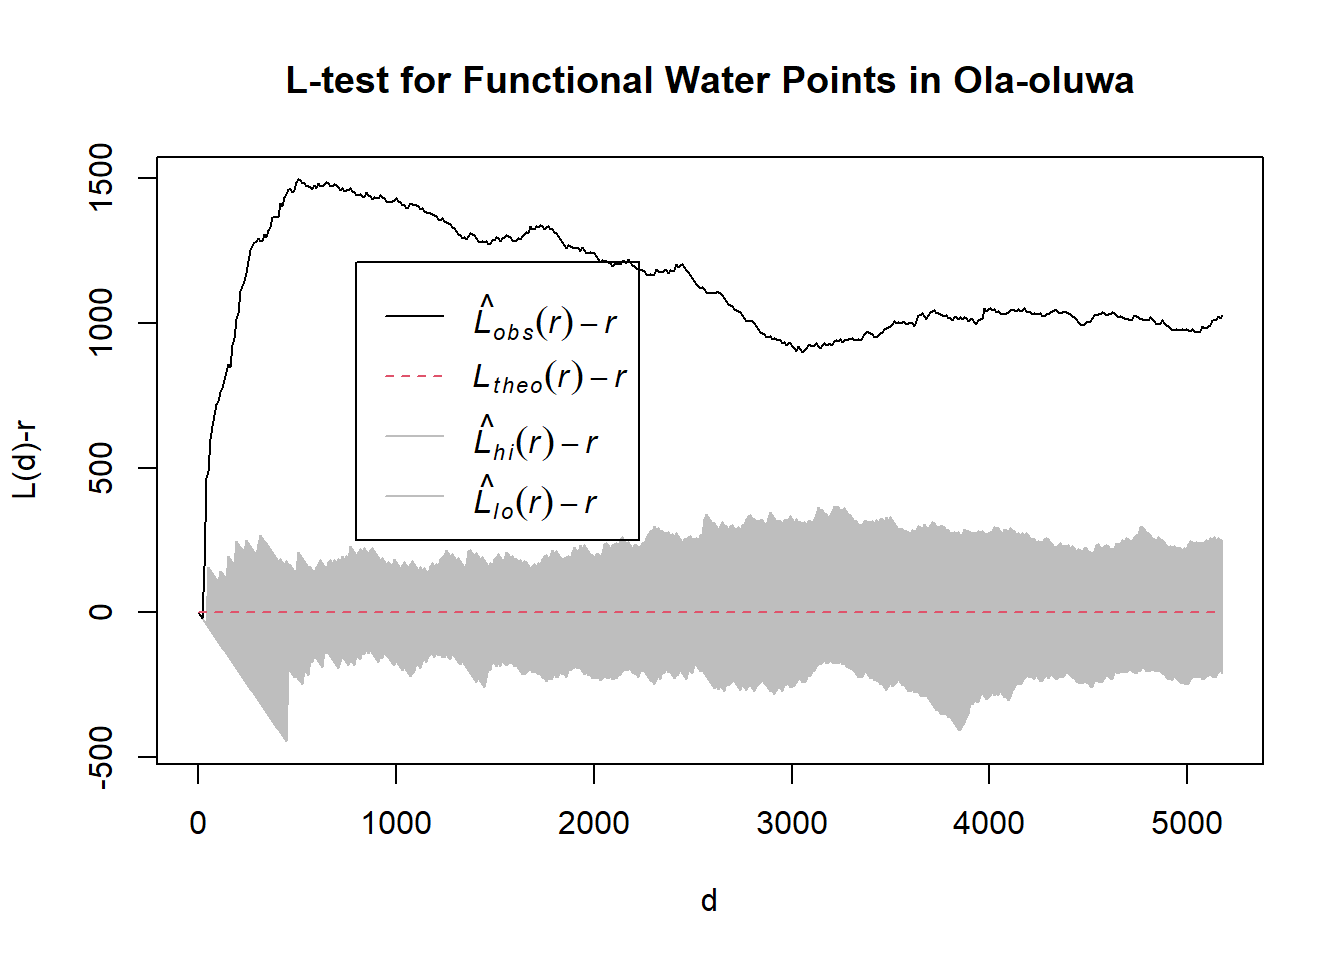 L-test for Functional Water Points in Ola-oluwa
L(d)-r
1500
1000
500
0
-500
L̂obs(r) – r
Ltheo(r) – r
L̂hi(r) – r
L̂lo(r) – r
0 1000 2000 3000 4000 5000
d